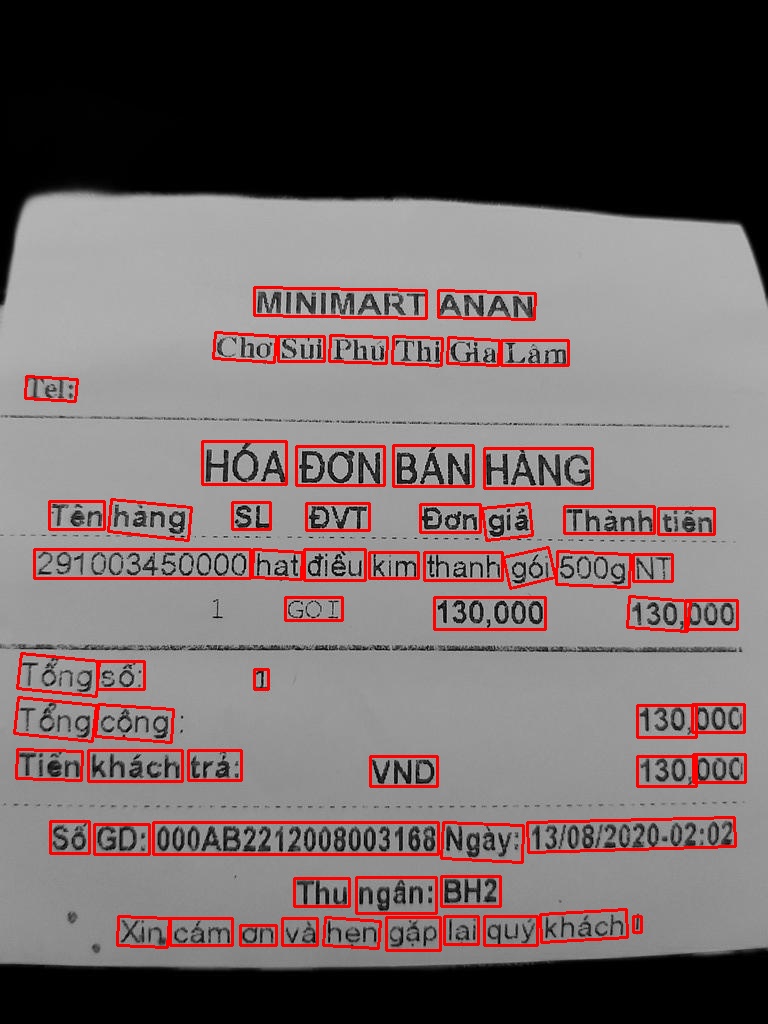 MINIMART ANAN
Chợ Sủi Phú Thị Gia Lâm
Tel:
HÓA ĐƠN BÁN HÀNG
Tên hàng SL ĐVT Đơn giá Thành tiền
291003450000 hạt điều kim thanh gói 500g NT
1 GOI 130,000 130,000
Tổng số: 1
Tổng cộng : 130,000
Tiền khách trả: VND 130,000
Số GD: 000AB2212008003168 Ngày: 13/08/2020-02:02
Thu ngân: BH2
Xin cám ơn và hẹn gặp lại quý khách !